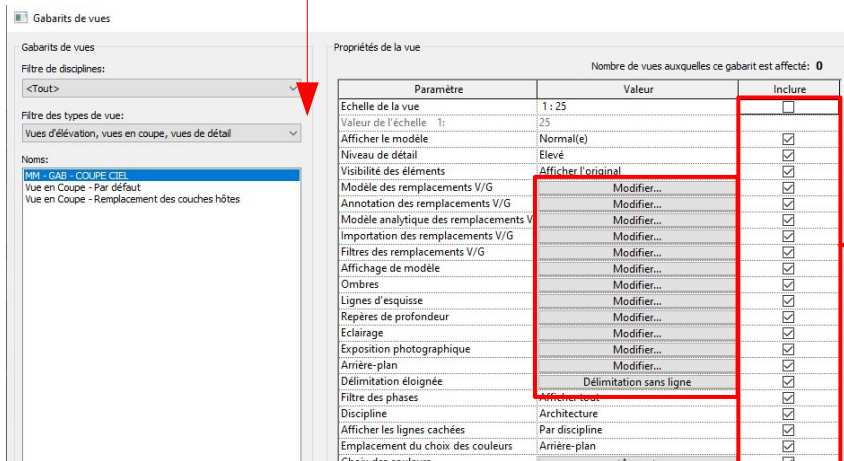 Gabarits de vues
Gabarits de vues
Filtre de disciplines:
<Tout>
Filtre des types de vue:
Vues d'élévation, vues en coupe, vues de détail
Noms:
MM - GAB - COUPE CIEL
Vue en Coupe - Par défaut
Vue en Coupe - Remplacement des couches hôtes
Propriétés de la vue
Nombre de vues auxquelles ce gabarit est affecté: 0
Paramètre Valeur Inclure
Echelle de la vue 1 : 25
Valeur de l'échelle 1: 25
Afficher le modèle Normal(e)
Niveau de détail Elevé
Visibilité des éléments Afficher l'original
Modèle des remplacements V/G Modifier...
Annotation des remplacements V/G Modifier...
Modèle analytique des remplacements V Modifier...
Importation des remplacements V/G Modifier...
Filtres des remplacements V/G Modifier...
Affichage de modèle Modifier...
Ombres Modifier...
Lignes d'esquisse Modifier...
Repères de profondeur Modifier...
Eclairage Modifier...
Exposition photographique Modifier...
Arrière-plan Modifier...
Délimitation éloignée Délimitation sans ligne
Filtre des phases Afficher tout
Discipline Architecture
Afficher les lignes cachées Par discipline
Emplacement du choix des couleurs Arrière-plan
Choix des couleurs